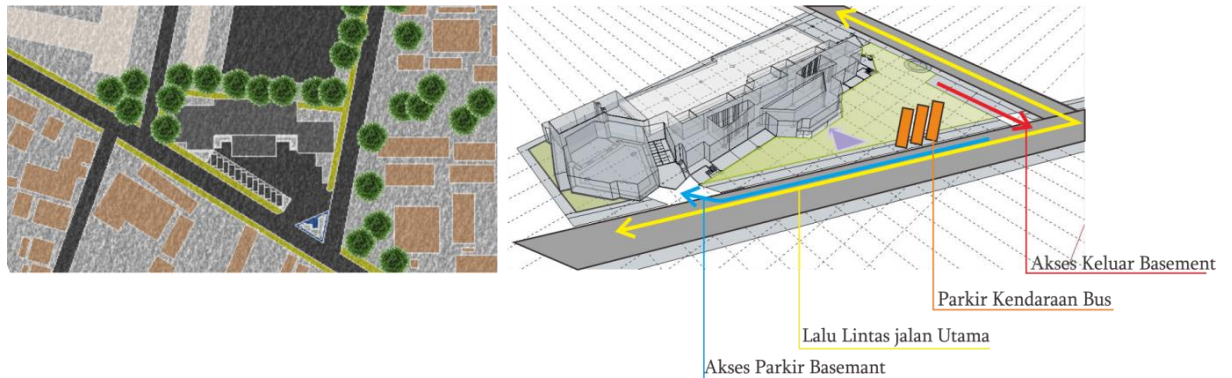 Akses Keluar Basement
Parkir Kendaraan Bus
Lalu Lintas jalan Utama
Akses Parkir Basemant